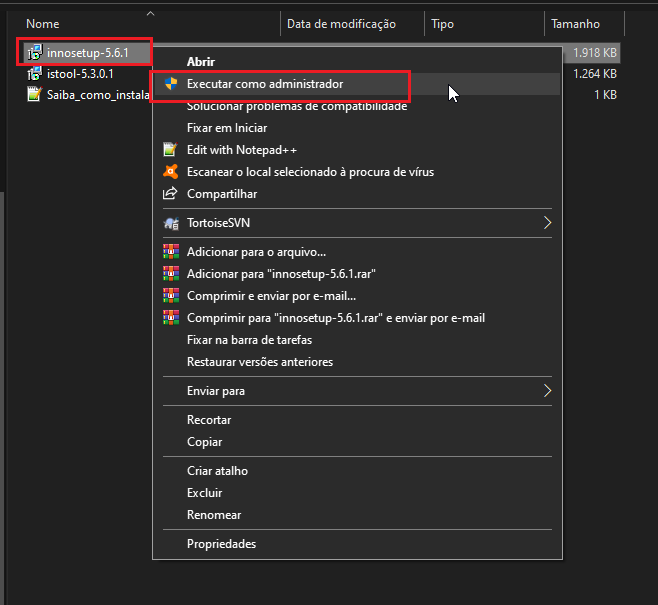 Nome Data de modificação Tipo Tamanho
innosetup-5.6.1 1.918 KB
istool-5.3.0.1 1.264 KB
Saiba_como_instala 1 KB
Abrir
Executar como administrador
Solucionar problemas de compatibilidade
Fixar em Iniciar
Edit with Notepad++
Escanear o local selecionado à procura de vírus
Compartilhar
TortoiseSVN
Adicionar para o arquivo...
Adicionar para "innosetup-5.6.1.rar"
Comprimir e enviar por e-mail...
Comprimir para "innosetup-5.6.1.rar" e enviar por e-mail
Fixar na barra de tarefas
Restaurar versões anteriores
Enviar para
Recortar
Copiar
Criar atalho
Excluir
Renomear
Propriedades